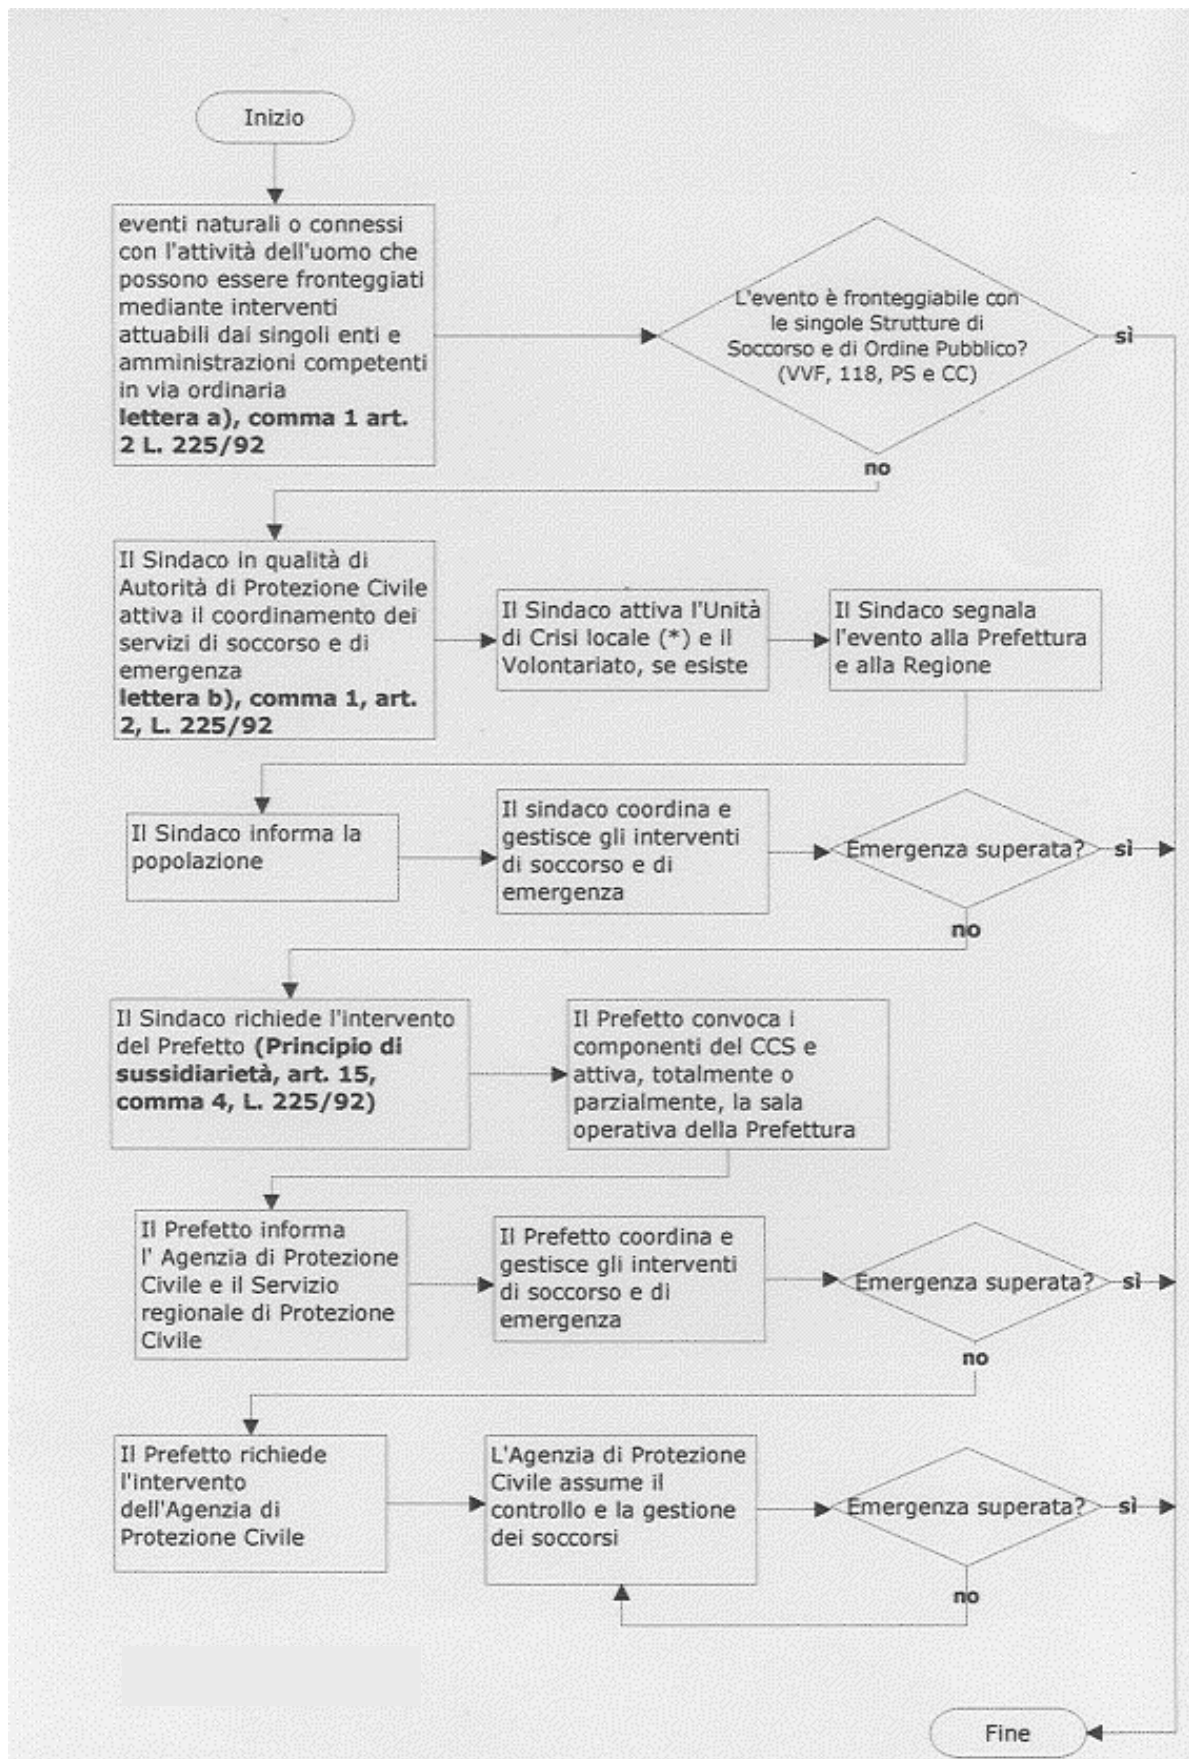 Inizio
eventi naturali o connessi
con l'attività dell'uomo che
possono essere fronteggiati
mediante interventi
attuabili dai singoli enti e
amministrazioni competenti
in via ordinaria
lettera a), comma 1 art.
2 L. 225/92
L'evento è fronteggiabile con
le singole Strutture di
Soccorso e di Ordine Pubblico?
(VVF, 118, PS e CC)
sì
no
Il Sindaco in qualità di
Autorità di Protezione Civile
attiva il coordinamento dei
servizi di soccorso e di
emergenza
lettera b), comma 1, art.
2, L. 225/92
Il Sindaco attiva l'Unità
di Crisi locale (*) e il
Volontariato, se esiste
Il Sindaco segnala
l'evento alla Prefettura
e alla Regione
Il Sindaco informa la
popolazione
Il sindaco coordina e
gestisce gli interventi
di soccorso e di
emergenza
Emergenza superata?
sì
no
Il Sindaco richiede l'intervento
del Prefetto (Principio di
sussidiarietà, art. 15,
comma 4, L. 225/92)
Il Prefetto convoca i
componenti del CCS e
attiva, totalmente o
parzialmente, la sala
operativa della Prefettura
Il Prefetto informa
l' Agenzia di Protezione
Civile e il Servizio
regionale di Protezione
Civile
Il Prefetto coordina e
gestisce gli interventi
di soccorso e di
emergenza
Emergenza superata?
sì
no
Il Prefetto richiede
l'intervento
dell'Agenzia di
Protezione Civile
L'Agenzia di Protezione
Civile assume il
controllo e la gestione
dei soccorsi
Emergenza superata?
sì
no
Fine